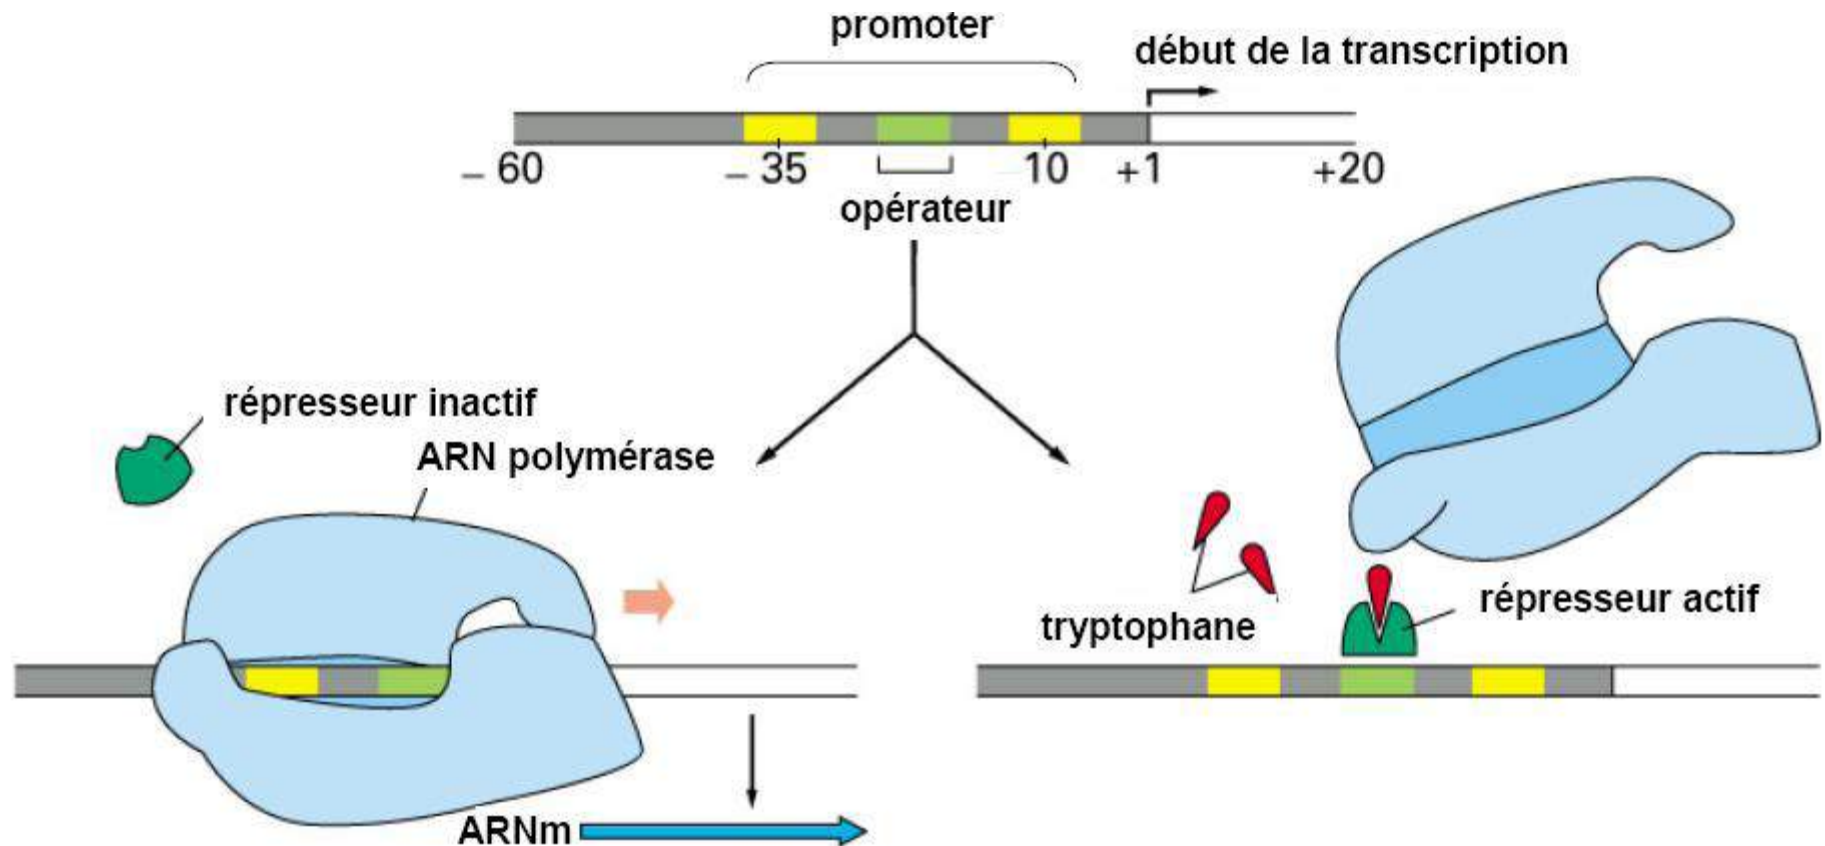 promoter
début de la transcription
– 60
– 35
10
+1
+20
opérateur
répresseur inactif
ARN polymérase
tryptophane
répresseur actif
ARNm